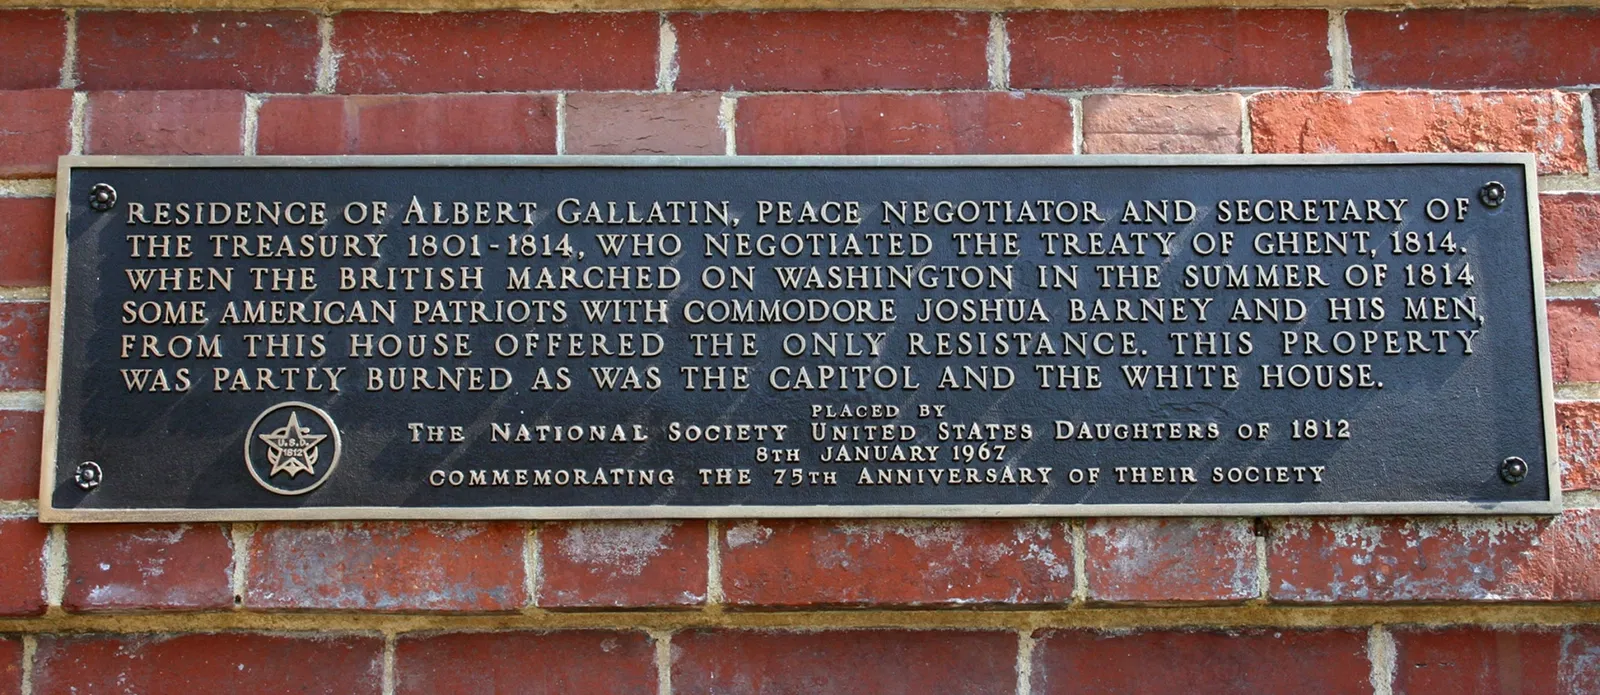 RESIDENCE OF ALBERT GALLATIN, PEACE NEGOTIATOR AND SECRETARY OF
THE TREASURY 1801-1814, WHO NEGOTIATED THE TREATY OF GHENT, 1814.
WHEN THE BRITISH MARCHED ON WASHINGTON IN THE SUMMER OF 1814
SOME AMERICAN PATRIOTS WITH COMMODORE JOSHUA BARNEY AND HIS MEN,
FROM THIS HOUSE OFFERED THE ONLY RESISTANCE. THIS PROPERTY
WAS PARTLY BURNED AS WAS THE CAPITOL AND THE WHITE HOUSE.
PLACED BY
THE NATIONAL SOCIETY UNITED STATES DAUGHTERS OF 1812
8TH JANUARY 1967
COMMEMORATING THE 75TH ANNIVERSARY OF THEIR SOCIETY
U.S.D.
1812